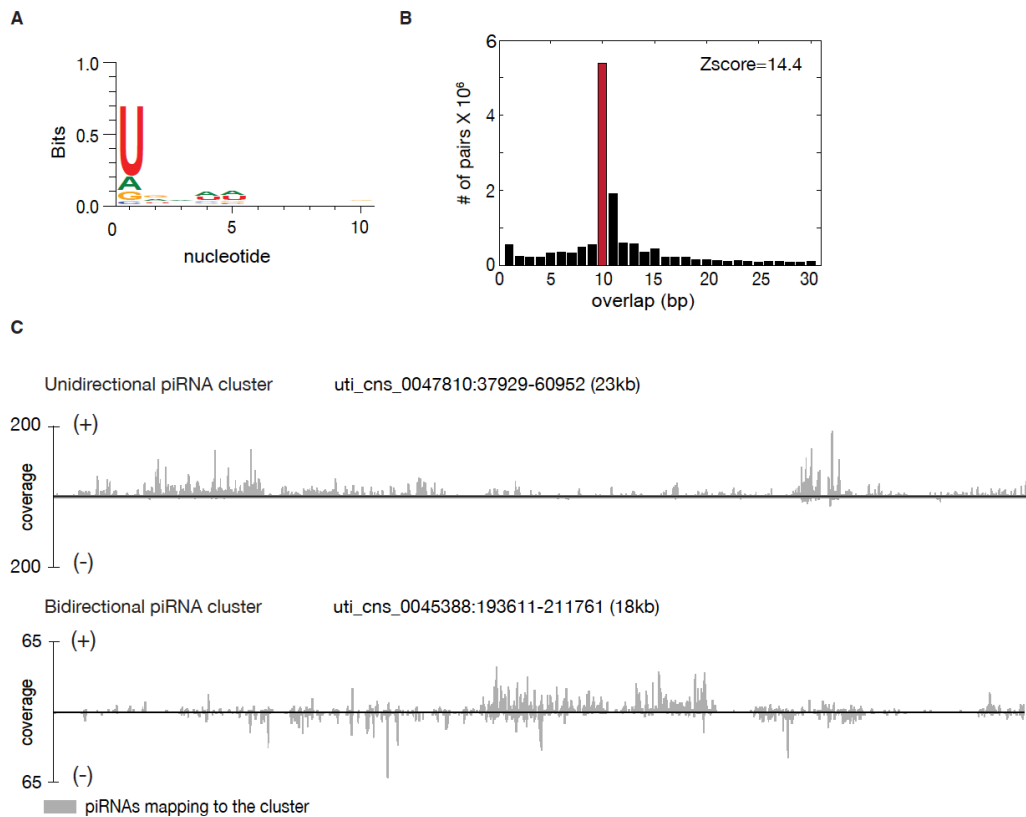 A
B
1.0
Bits
0.5
0.0
U
A
G
A
U
A
U
0
5
10
nucleotide
6
Zscore=14.4
# of pairs X 10⁶
4
2
0
0
5
10
15
20
25
30
overlap (bp)
C
Unidirectional piRNA cluster uti_cns_0047810:37929-60952 (23kb)
200
(+)
coverage
200
(-)
Bidirectional piRNA cluster uti_cns_0045388:193611-211761 (18kb)
65
(+)
coverage
65
(-)
piRNAs mapping to the cluster